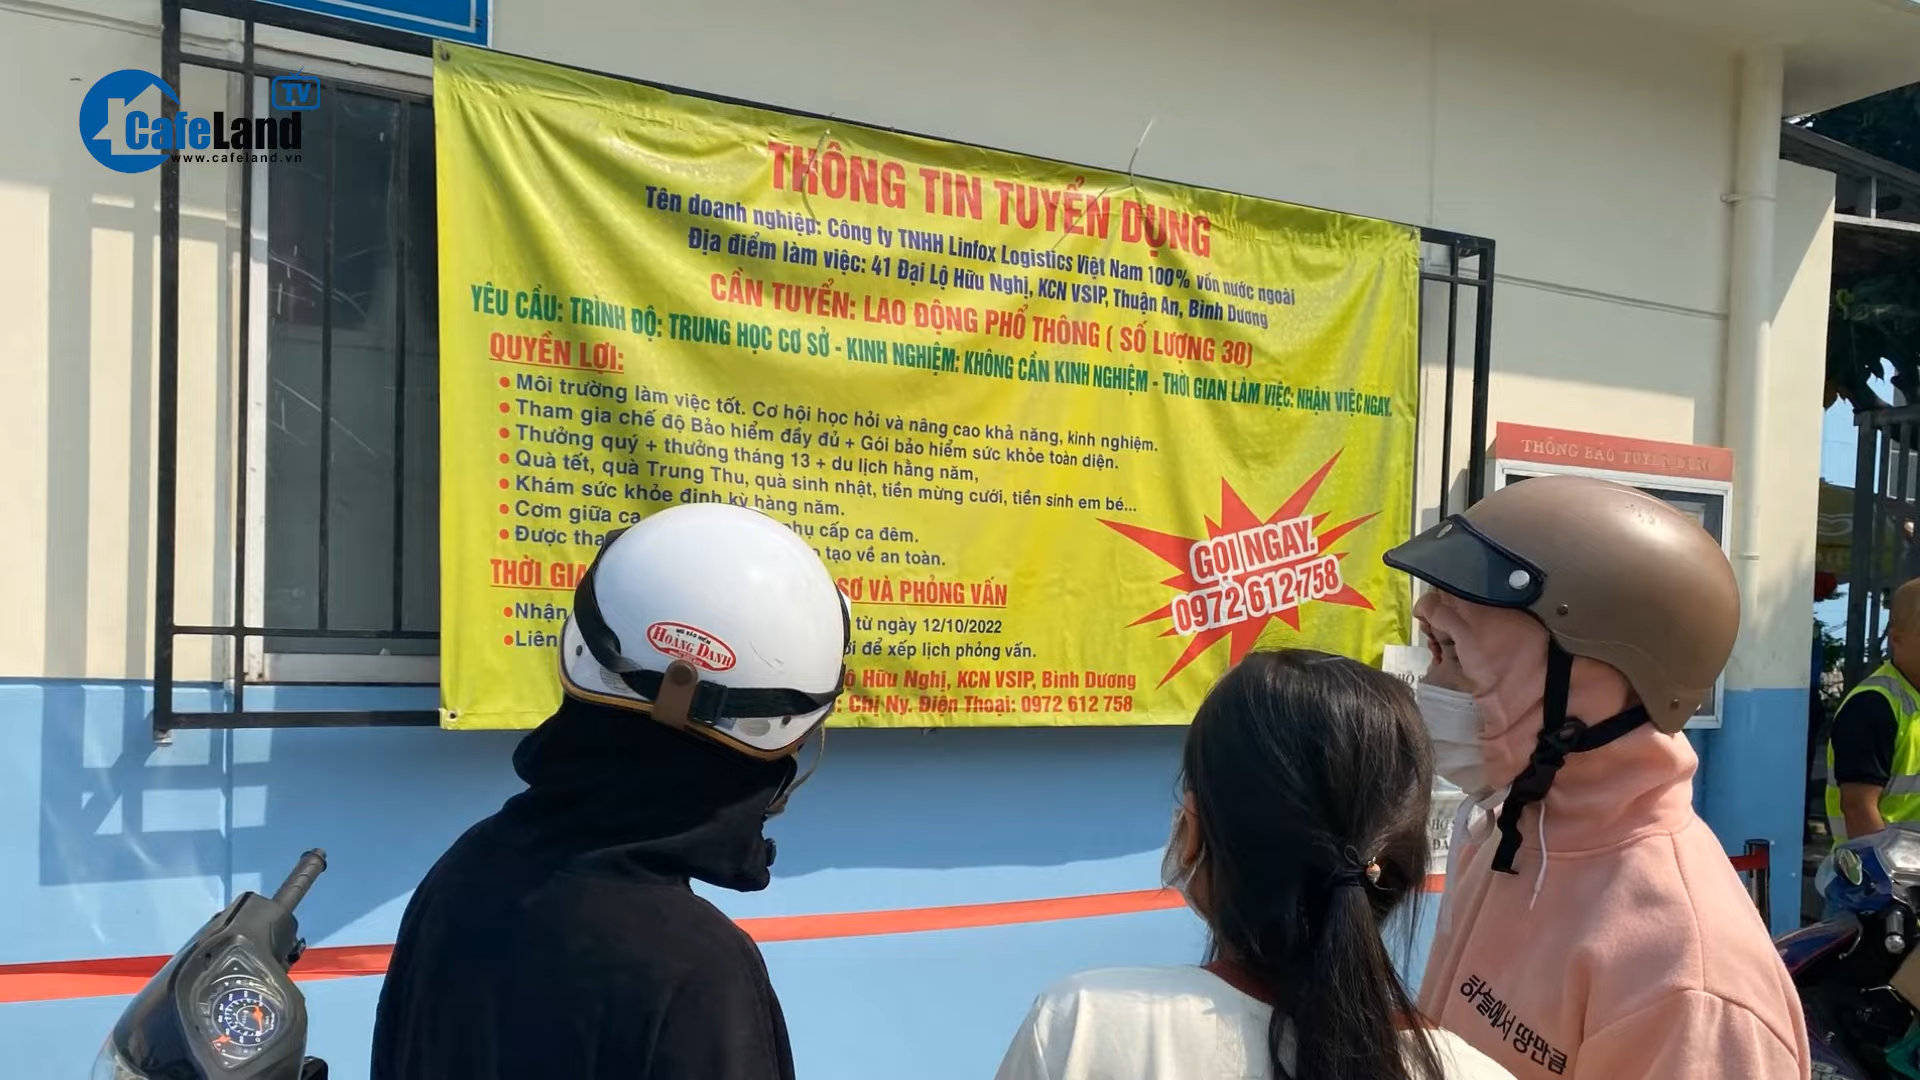 TV
CafeLand
www.cafeland.vn
THÔNG TIN TUYỂN DỤNG
Tên doanh nghiệp: Công ty TNHH Linfox Logistics Việt Nam 100% vốn nước ngoài
Địa điểm làm việc: 41 Đại Lộ Hữu Nghị, KCN VSIP, Thuận An, Bình Dương
CẦN TUYỂN: LAO ĐỘNG PHỔ THÔNG ( SỐ LƯỢNG 30)
YÊU CẦU: TRÌNH ĐỘ: TRUNG HỌC CƠ SỞ - KINH NGHIỆM: KHÔNG CẦN KINH NGHIỆM - THỜI GIAN LÀM VIỆC: NHẬN VIỆC NGAY.
QUYỀN LỢI:
• Môi trường làm việc tốt. Cơ hội học hỏi và nâng cao khả năng, kinh nghiệm.
• Tham gia chế độ Bảo hiểm đầy đủ + Gói bảo hiểm sức khỏe toàn diện.
• Thưởng quý + thưởng tháng 13 + du lịch hằng năm,
• Quà tết, quà Trung Thu, quà sinh nhật, tiền mừng cưới, tiền sinh em bé...
• Khám sức khỏe định kỳ hàng năm.
• Cơm giữa ca cấp ca đêm.
• Được tạo về an toàn.
THỜI VÀ PHỎNG VẤN
• Nhận từ ngày 12/10/2022
• Liên để xếp lịch phỏng vấn.
Hữu Nghị, KCN VSIP, Bình Dương
: Chị Ny. Điện Thoại: 0972 612 758
GỌI NGAY.
0972 612 758
THÔNG BÁO TUYỂN DỤNG
HOÀNG DANH
하늘에서 땅만큼